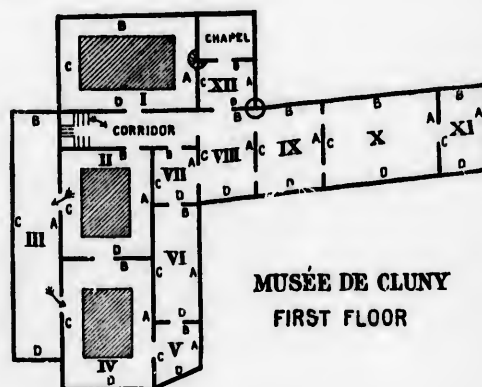 B
CHAPEL
C A
A C XII A
B
D D
I B
B CORRIDOR B B B A
II B A C A C A XI
VII VIII IX X C
C C D D D D
C A A D
III D B
D C VI A
B
MUSÉE DE CLUNY
C A D FIRST FLOOR
B
C V A
D IV
D